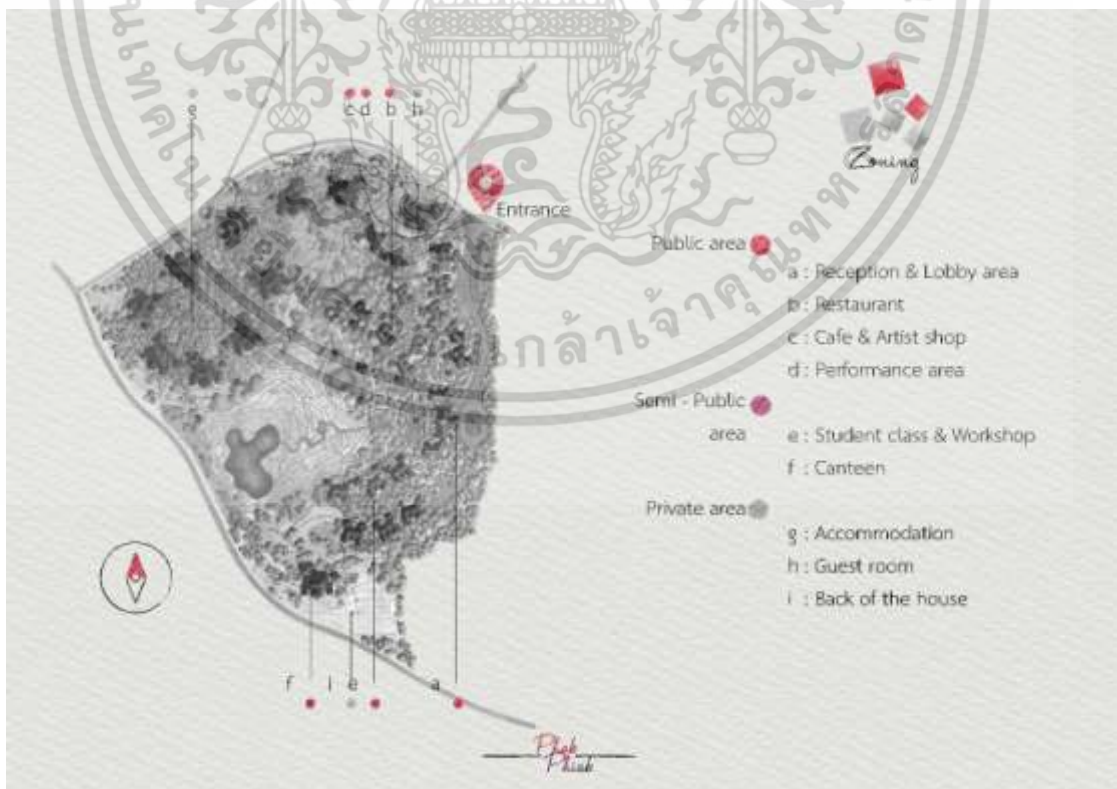 g c d b h
Zoning
Entrance
Public area
a : Reception & Lobby area
b : Restaurant
c : Cafe & Artist shop
d : Performance area
Semi - Public
area
e : Student class & Workshop
f : Canteen
Private area
g : Accommodation
h : Guest room
i : Back of the house
f i e a